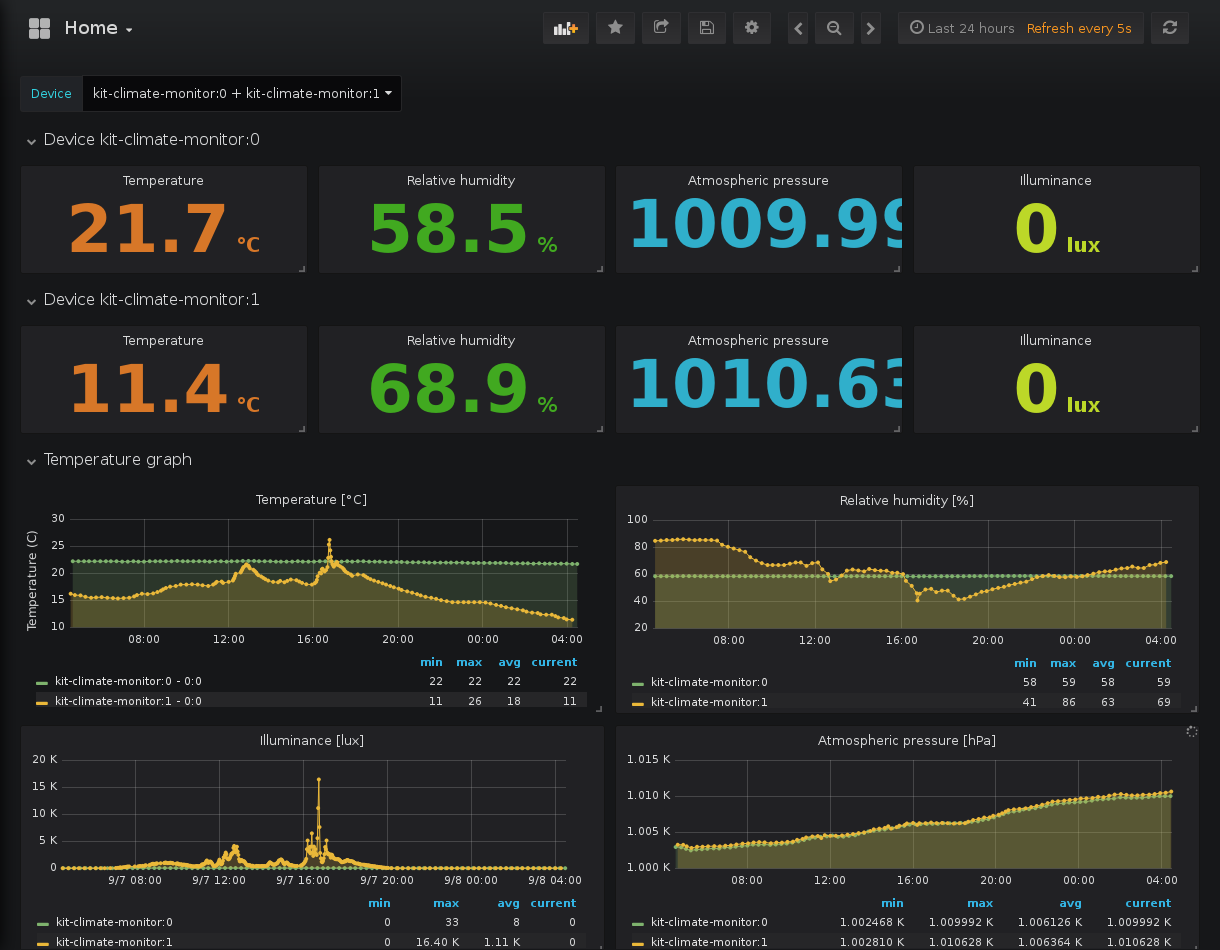 Home
Last 24 hours Refresh every 5s
Device kit-climate-monitor:0 + kit-climate-monitor:1
Device kit-climate-monitor:0
Temperature Relative humidity Atmospheric pressure Illuminance
21.7 °C 58.5 % 1009.99 0 lux
Device kit-climate-monitor:1
Temperature Relative humidity Atmospheric pressure Illuminance
11.4 °C 68.9 % 1010.63 0 lux
Temperature graph
Temperature [°C]
Temperature (C)
30
25
20
15
10
08:00 12:00 16:00 20:00 00:00 04:00
min max avg current
kit-climate-monitor:0 - 0:0 22 22 22 22
kit-climate-monitor:1 - 0:0 11 26 18 11
Relative humidity [%]
100
80
60
40
20
08:00 12:00 16:00 20:00 00:00 04:00
min max avg current
kit-climate-monitor:0 58 59 58 59
kit-climate-monitor:1 41 86 63 69
Illuminance [lux]
20 K
15 K
10 K
5 K
0
9/7 08:00 9/7 12:00 9/7 16:00 9/7 20:00 9/8 00:00 9/8 04:00
min max avg current
kit-climate-monitor:0 0 33 8 0
kit-climate-monitor:1 0 16.40 K 1.11 K 0
Atmospheric pressure [hPa]
1.015 K
1.010 K
1.005 K
1.000 K
08:00 12:00 16:00 20:00 00:00 04:00
min max avg current
kit-climate-monitor:0 1.002468 K 1.009992 K 1.006126 K 1.009992 K
kit-climate-monitor:1 1.002810 K 1.010628 K 1.006364 K 1.010628 K